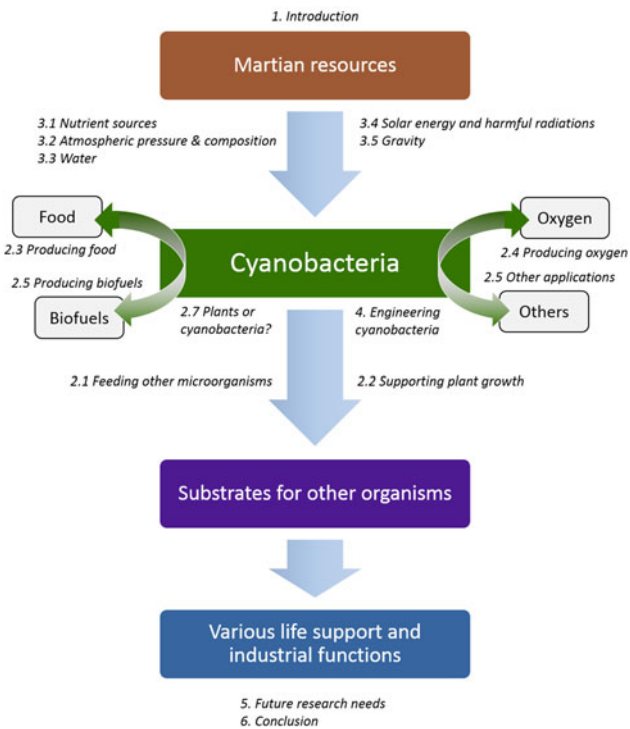 1. Introduction
Martian resources
3.1 Nutrient sources
3.2 Atmospheric pressure & composition
3.3 Water
3.4 Solar energy and harmful radiations
3.5 Gravity
Food
Oxygen
2.3 Producing food
2.4 Producing oxygen
Cyanobacteria
2.5 Producing biofuels
2.5 Other applications
Biofuels
Others
2.7 Plants or
cyanobacteria?
4. Engineering
cyanobacteria
2.1 Feeding other microorganisms
2.2 Supporting plant growth
Substrates for other organisms
Various life support and
industrial functions
5. Future research needs
6. Conclusion